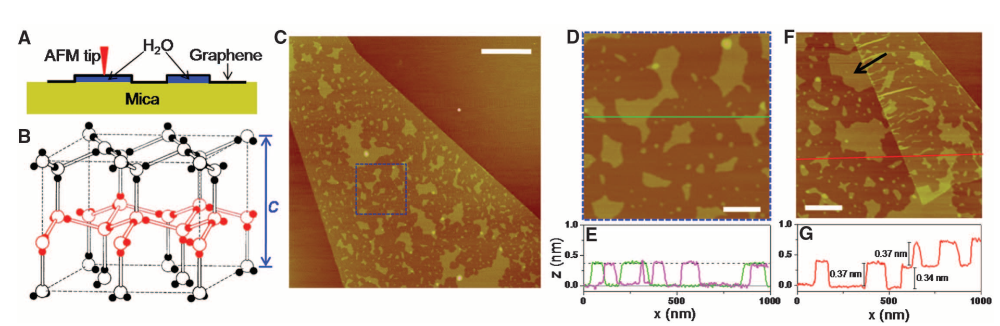 A
AFM tip
H₂O
Graphene
Mica
B
C
C
D
E
1.0
0.5
0.0
z (nm)
0
500
1000
x (nm)
F
G
1.0
0.5
0.0
0.37 nm
0.37 nm
0.34 nm
0
500
1000
x (nm)